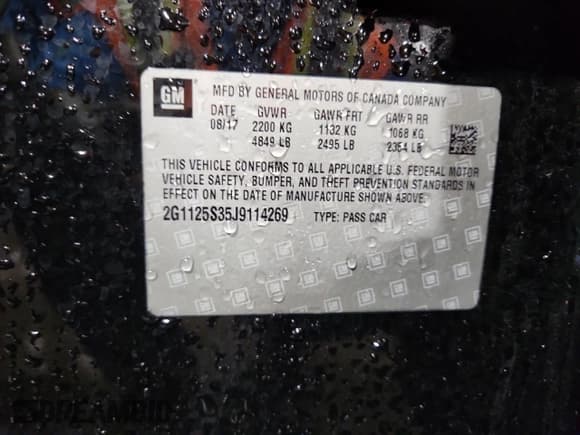 GM
MFD BY GENERAL MOTORS OF CANADA COMPANY
DATE GVWR GAWR FRT GAWR RR
08/17 2200 KG 1132 KG 1068 KG
4849 LB 2495 LB 2354 LB
THIS VEHICLE CONFORMS TO ALL APPLICABLE U.S. FEDERAL MOTOR
VEHICLE SAFETY, BUMPER, AND THEFT PREVENTION STANDARDS IN
EFFECT ON THE DATE OF MANUFACTURE SHOWN ABOVE.
2G1125S35J9114269 TYPE: PASS CAR
DREAMBID